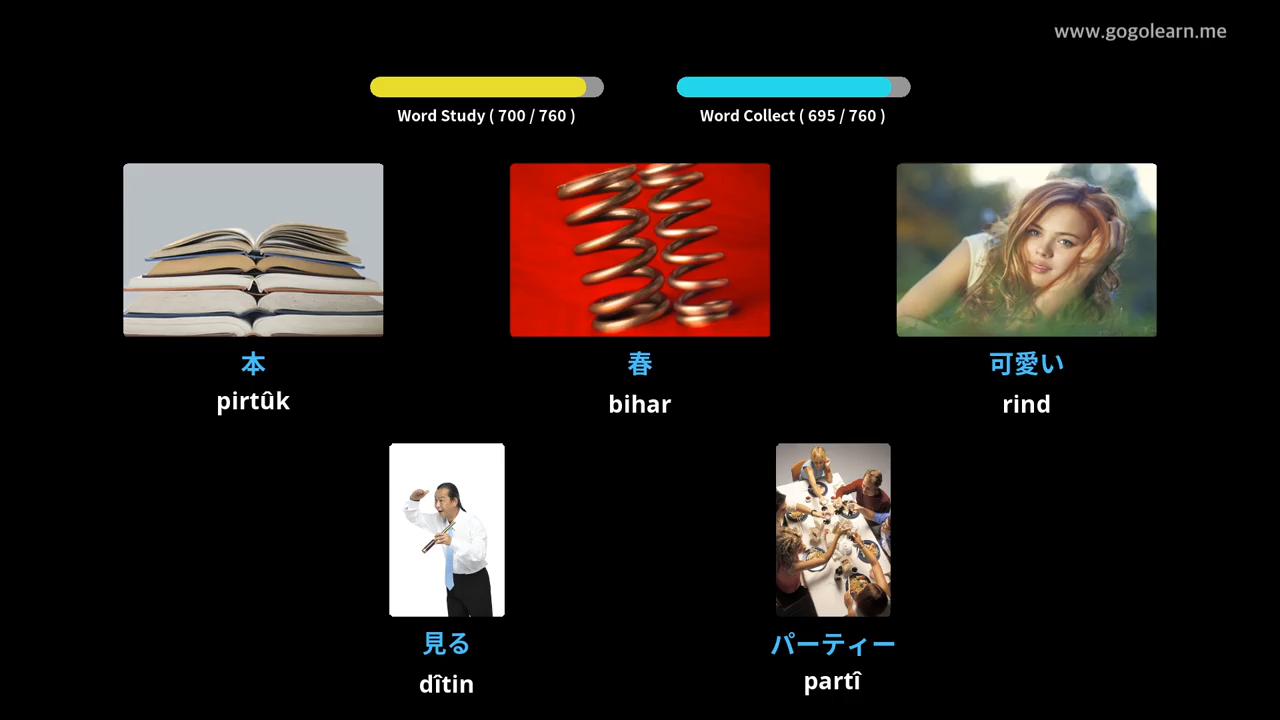 www.gogolearn.me
Word Study ( 700 / 760 )
Word Collect ( 695 / 760 )
本
pirtûk
春
bihar
可愛い
rind
見る
dîtin
パーティー
partî